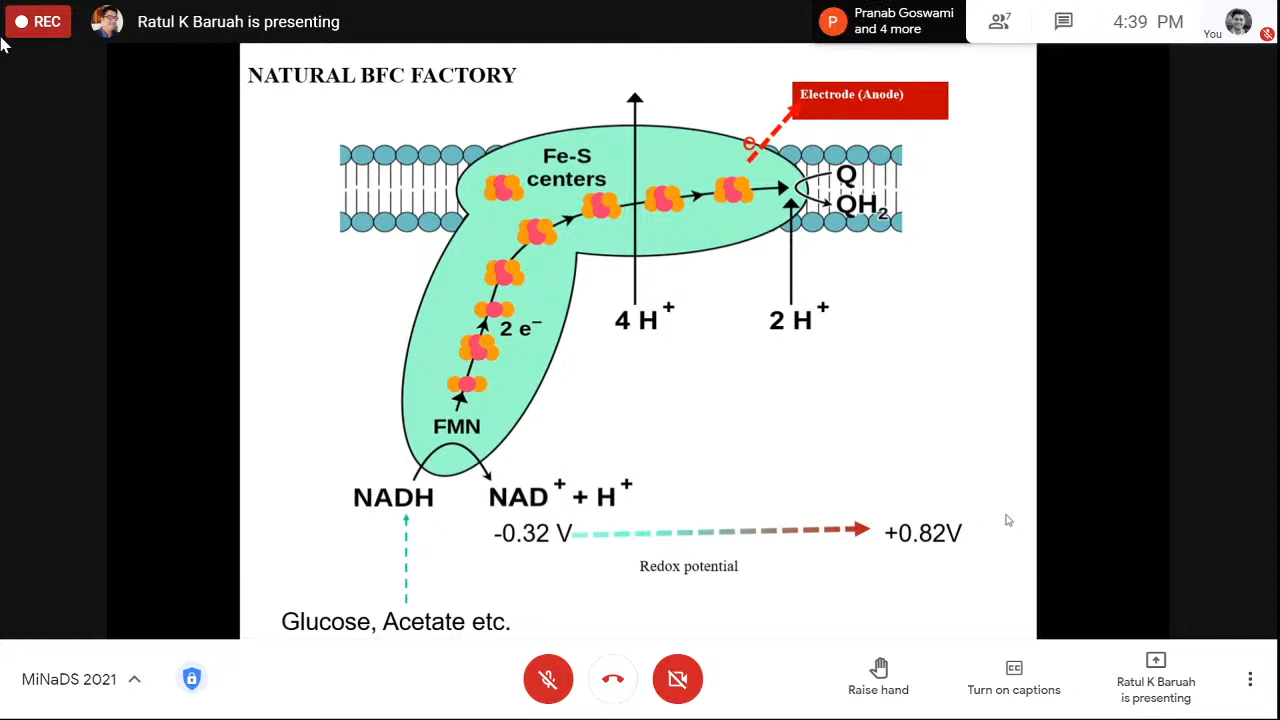 REC
Ratul K Baruah is presenting
P
Pranab Goswami
and 4 more
7
4:39 PM
You
NATURAL BFC FACTORY
Electrode (Anode)
e
Fe-S
centers
Q
QH2
2 e–
4 H+
2 H+
FMN
NADH
NAD+ + H+
-0.32 V
+0.82V
Redox potential
Glucose, Acetate etc.
MiNaDS 2021
Raise hand
CC
Turn on captions
Ratul K Baruah
is presenting